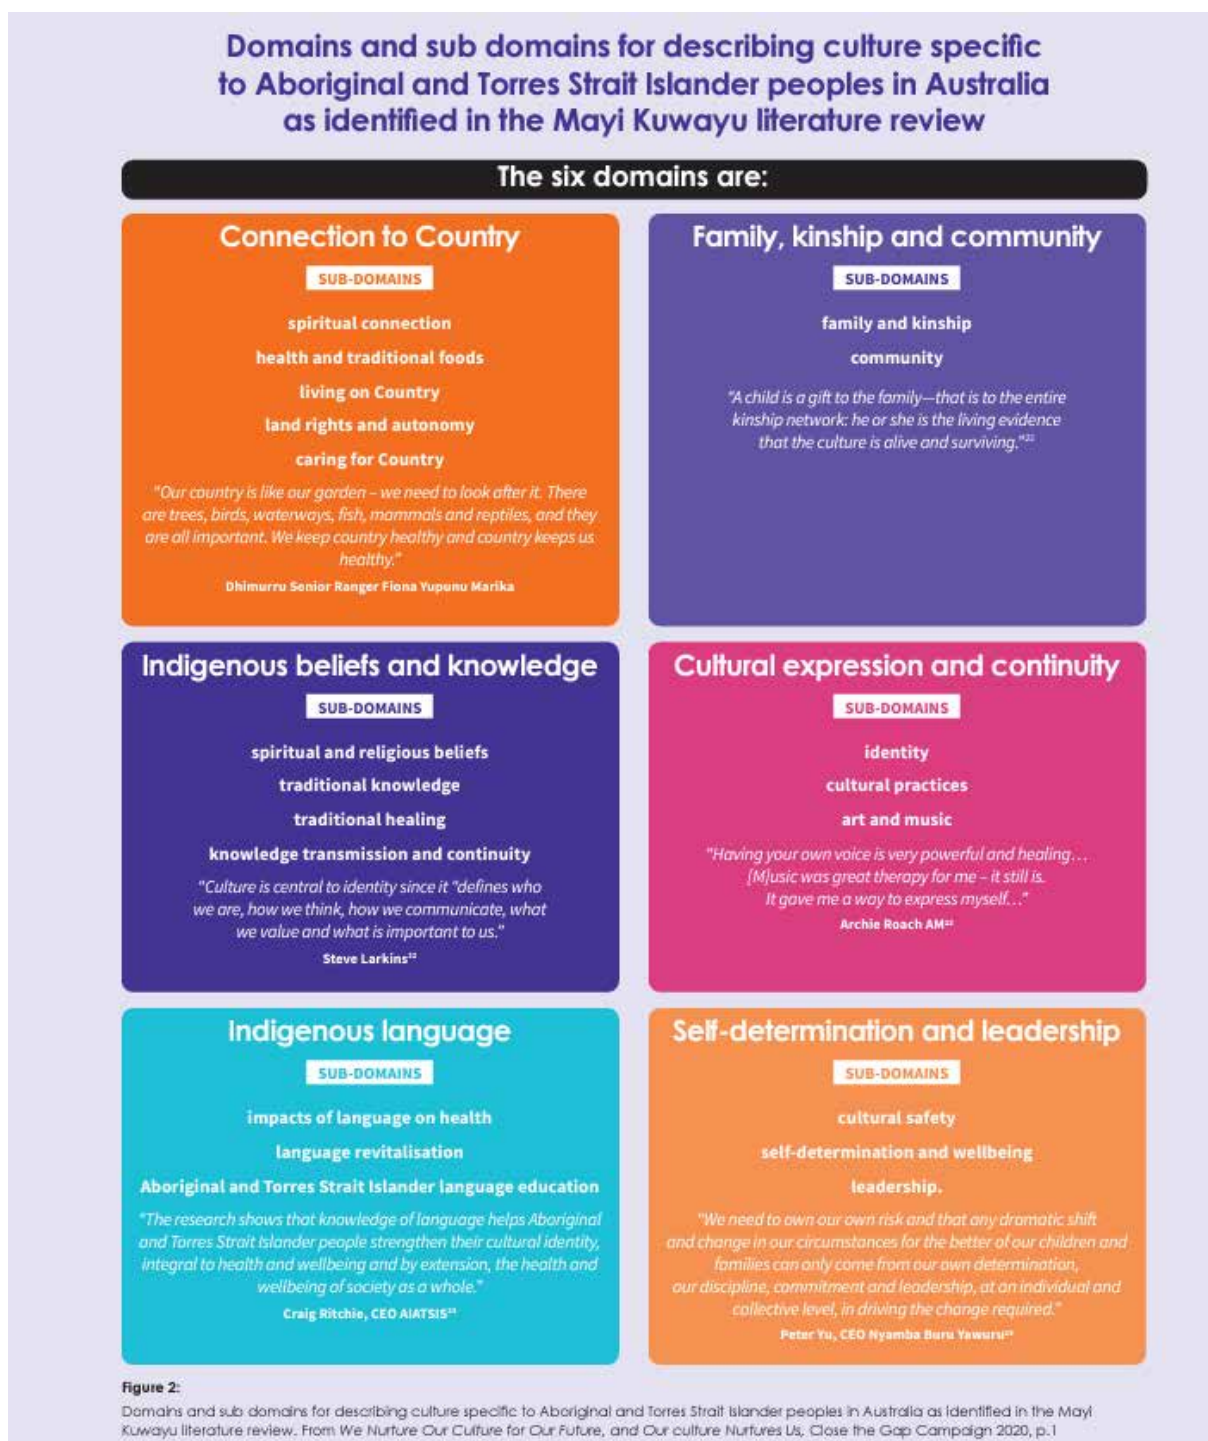 Domains and sub domains for describing culture specific
to Aboriginal and Torres Strait Islander peoples in Australia
as identified in the Mayi Kuwayu literature review
The six domains are:
Connection to Country
SUB-DOMAINS
spiritual connection
health and traditional foods
living on Country
land rights and autonomy
caring for Country
"Our country is like our garden – we need to look after it. There
are trees, birds, waterways, fish, mammals and reptiles, and they
are all important. We keep country healthy and country keeps us
healthy."
Dhimurru Senior Ranger Fiona Yupunu Marika
Family, kinship and community
SUB-DOMAINS
family and kinship
community
"A child is a gift to the family—that is to the entire
kinship network: he or she is the living evidence
that the culture is alive and surviving."
Indigenous beliefs and knowledge
SUB-DOMAINS
spiritual and religious beliefs
traditional knowledge
traditional healing
knowledge transmission and continuity
"Culture is central to identity since it "defines who
we are, how we think, how we communicate, what
we value and what is important to us."
Steve Larkins
Cultural expression and continuity
SUB-DOMAINS
identity
cultural practices
art and music
"Having your own voice is very powerful and healing…
[M]usic was great therapy for me – it still is.
It gave me a way to express myself…"
Archie Roach AM
Indigenous language
SUB-DOMAINS
impacts of language on health
language revitalisation
Aboriginal and Torres Strait Islander language education
"The research shows that knowledge of language helps Aboriginal
and Torres Strait Islander people strengthen their cultural identity,
integral to health and wellbeing and by extension, the health and
wellbeing of society as a whole."
Craig Ritchie, CEO AIATSIS
Self-determination and leadership
SUB-DOMAINS
cultural safety
self-determination and wellbeing
leadership.
"We need to own our own risk and that any dramatic shift
and change in our circumstances for the better of our children and
families can only come from our own determination,
our discipline, commitment and leadership, at an individual and
collective level, in driving the change required."
Peter Yu, CEO Nyamba Buru Yawuru
Figure 2:
Domains and sub domains for describing culture specific to Aboriginal and Torres Strait Islander peoples in Australia as identified in the Mayi
Kuwayu literature review. From We Nurture Our Culture for Our Future, and Our culture Nurtures Us, Close the Gap Campaign 2020, p.1